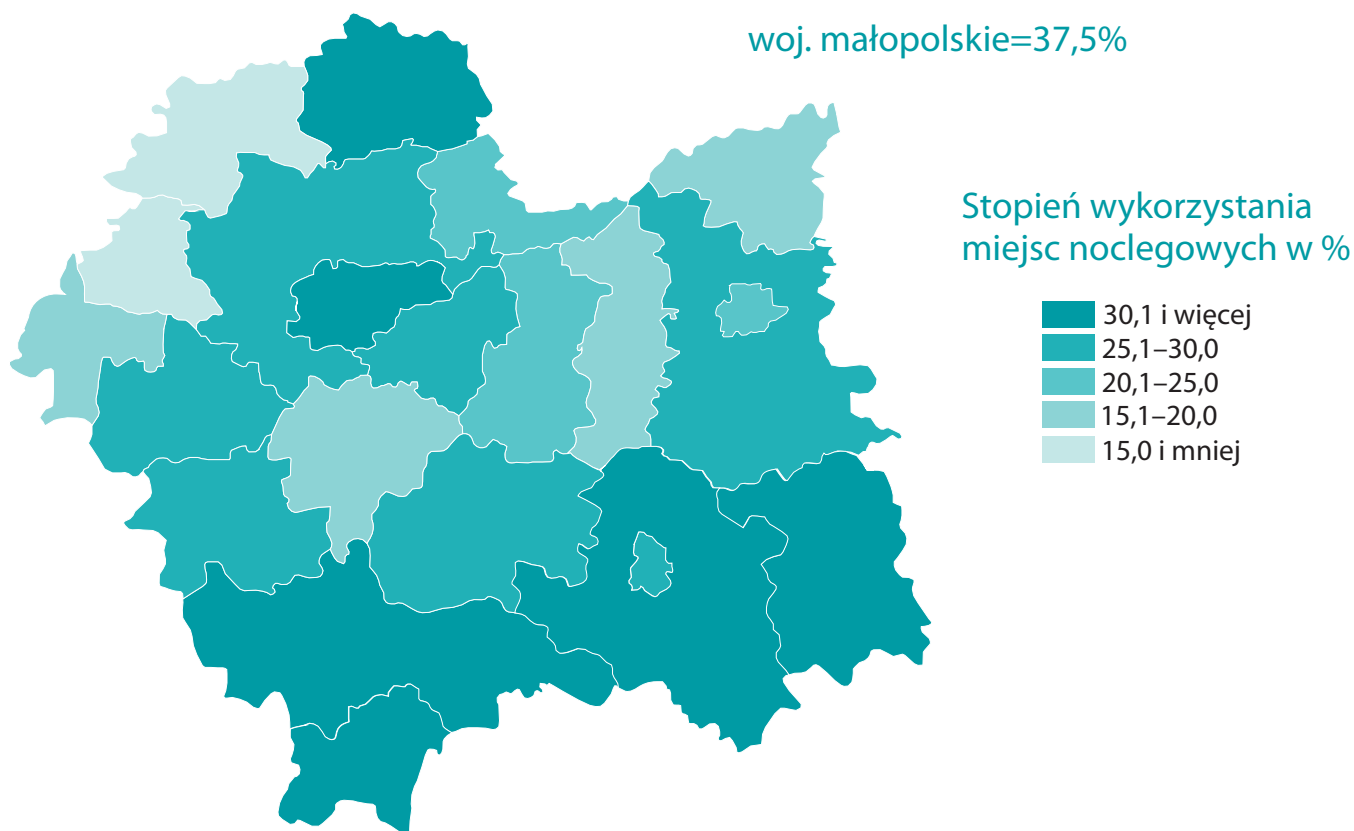 woj. małopolskie=37,5%
Stopień wykorzystania
miejsc noclegowych w %
30,1 i więcej
25,1–30,0
20,1–25,0
15,1–20,0
15,0 i mniej